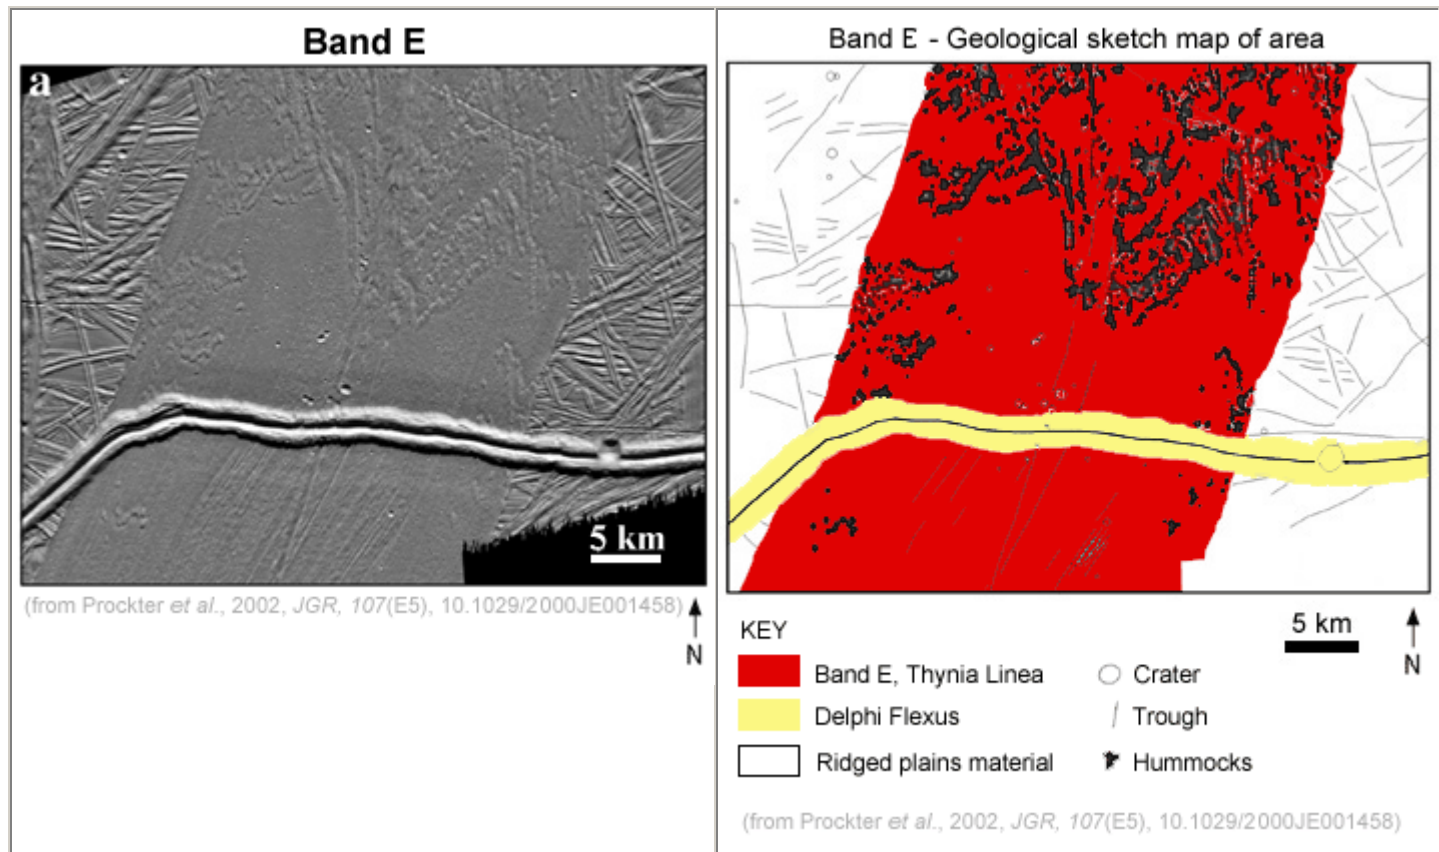 Band E
a
5 km
(from Prockter et al., 2002, JGR, 107(E5), 10.1029/2000JE001458)
N
Band E - Geological sketch map of area
KEY
5 km
N
Band E, Thynia Linea
Crater
Delphi Flexus
Trough
Ridged plains material
Hummocks
(from Prockter et al., 2002, JGR, 107(E5), 10.1029/2000JE001458)